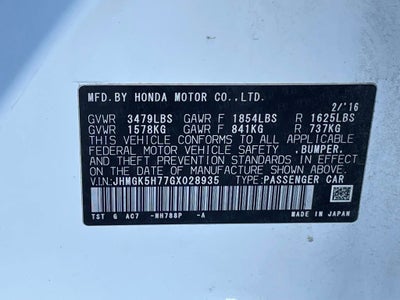 MFD.BY HONDA MOTOR CO.,LTD.
2/'16
GVWR 3479LBS GAWR F 1854LBS R 1625LBS
GVWR 1578KG GAWR F 841KG R 737KG
THIS VEHICLE CONFORMS TO ALL APPLICABLE
FEDERAL MOTOR VEHICLE SAFETY ,BUMPER,
AND THEFT PREVENTION STANDARDS IN EFFECT
ON THE DATE OF MANUFACTURE SHOWN ABOVE.
V.I.N:JHMGK5H77GX028935 TYPE:PASSENGER CAR
TST G AC7 -NH788P -A MADE IN JAPAN